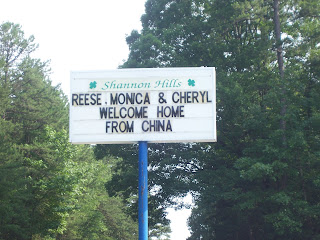 Shannon Hills
REESE, MONICA & CHERYL
WELCOME HOME
FROM CHINA